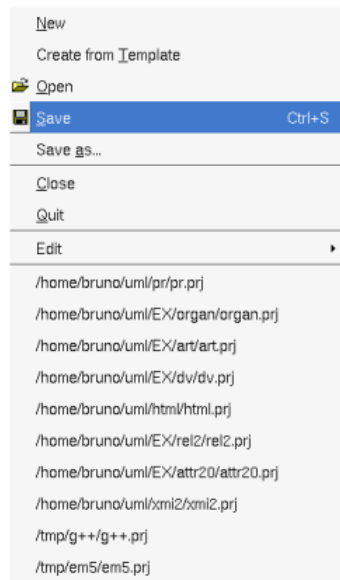 New
Create from Template
Open
Save Ctrl+S
Save as...
Close
Quit
Edit
/home/bruno/uml/pr/pr.prj
/home/bruno/uml/EX/organ/organ.prj
/home/bruno/uml/EX/art/art.prj
/home/bruno/uml/EX/dv/dv.prj
/home/bruno/uml/html/html.prj
/home/bruno/uml/EX/rel2/rel2.prj
/home/bruno/uml/EX/attr20/attr20.prj
/home/bruno/uml/xmi2/xmi2.prj
/tmp/g++/g++.prj
/tmp/em5/em5.prj